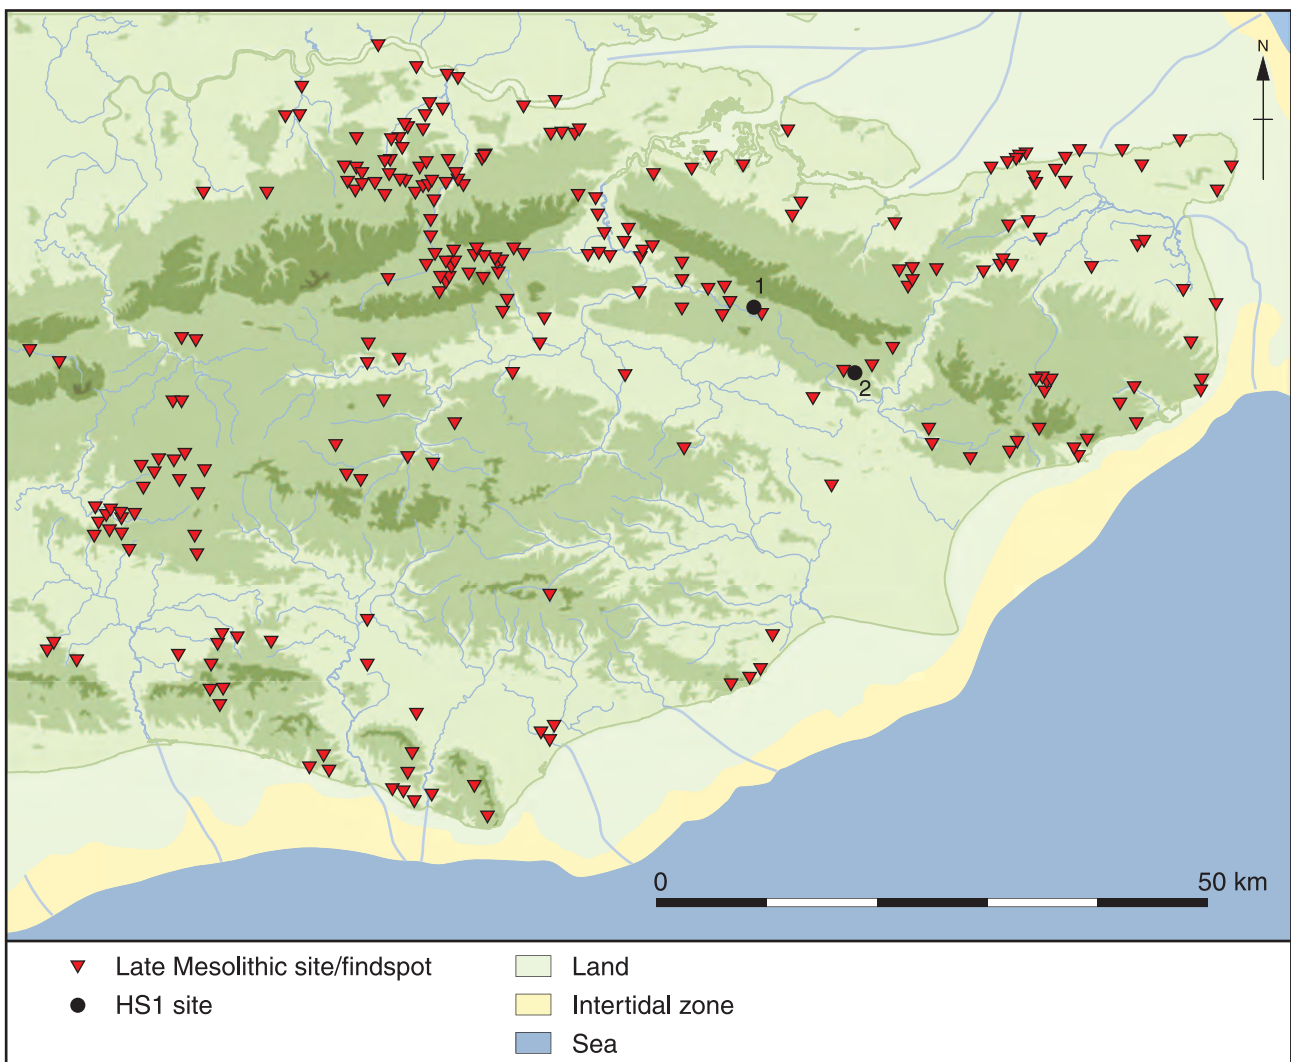 N
1
2
0
50 km
Late Mesolithic site/findspot
HS1 site
Land
Intertidal zone
Sea